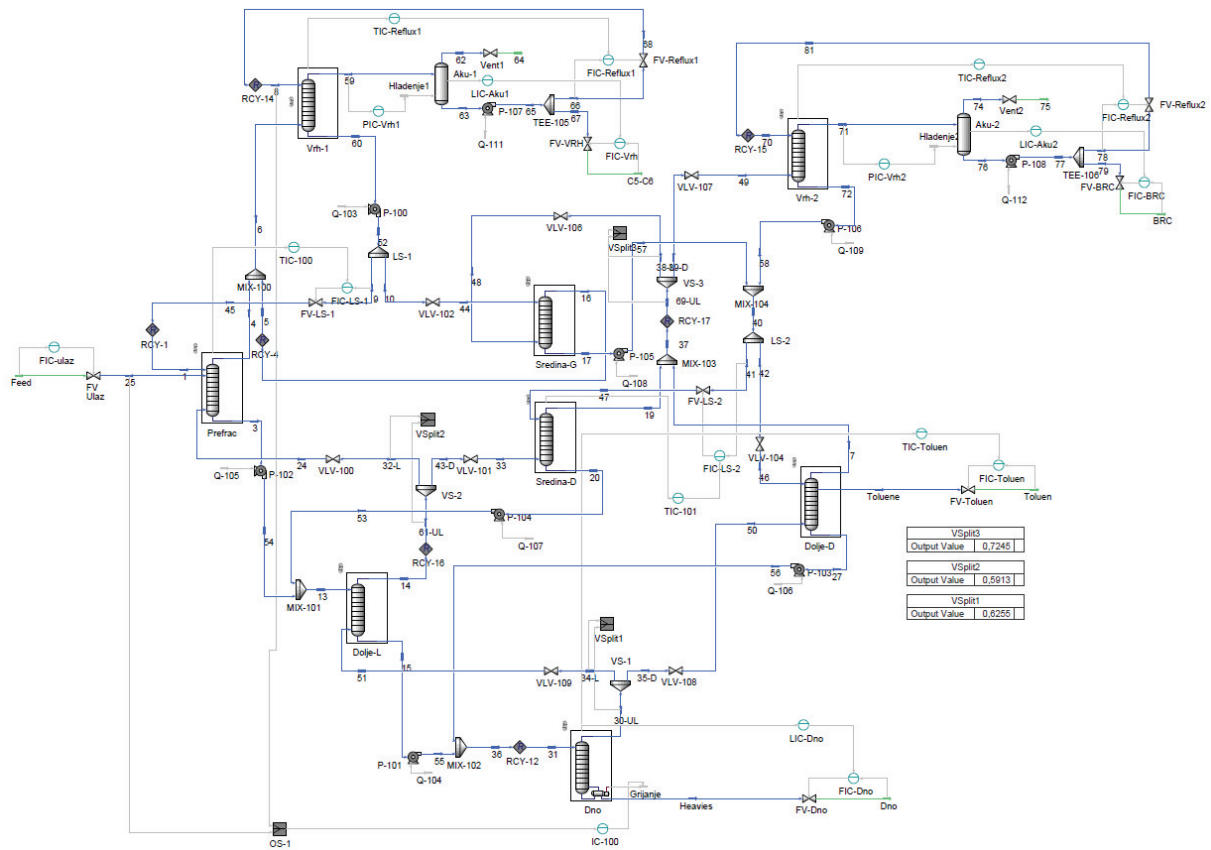 TIC-Reflux1
68
FV-Reflux1
FIC-Reflux1
62
Vent1
64
Aku-1
59
8
RCY-14
Hladenje1
LIC-Aku1
66
63
P-107
65
TEE-105
67
PIC-Vrh1
Q-111
FV-VRH
FIC-Vrh
C5-C6
Vrh-1
60
81
TIC-Reflux2
FV-Reflux2
FIC-Reflux2
74
Vent2
75
Aku-2
71
70
RCY-15
Hladenje2
LIC-Aku2
76
P-108
77
78
TEE-106
79
FV-BRC
FIC-BRC
BRC
PIC-Vrh2
Q-112
VLV-107
49
Vrh-2
72
Q-103
P-100
52
LS-1
6
TIC-100
MIX-100
FIC-LS-1
9
10
45
4
5
FV-LS-1
VLV-106
VSplit3
57
P-106
Q-109
58
48
VS-3
16
69-UL
MIX-104
40
VLV-102
44
RCY-17
RCY-1
RCY-4
37
LS-2
Sredina-G
17
P-105
MIX-103
41
42
Q-108
FIC-ulaz
Feed
FV
Ulaz
25
1
Prefrac
3
47
19
FV-LS-2
7
VSplit2
TIC-Toluen
24
VLV-100
32-L
43-D
VLV-101
33
Sredina-D
20
FIC-LS-2
VLV-104
46
Q-105
P-102
VS-2
TIC-101
Toluene
FIC-Toluen
FV-Toluen
Toluen
53
P-104
Q-107
61-UL
50
Dolje-D
54
RCY-16
56
P-103
27
Q-106
14
MIX-101
13
Dolje-L
15
VSplit3
Output Value 0,7245
VSplit2
Output Value 0,5913
VSplit1
Output Value 0,6255
VSplit1
VS-1
51
VLV-109
34-L
35-D
VLV-108
30-UL
LIC-Dno
P-101
55
MIX-102
36
RCY-12
31
Q-104
Grijanje
FIC-Dno
Dno
Heavies
FV-Dno
Dno
OS-1
IC-100